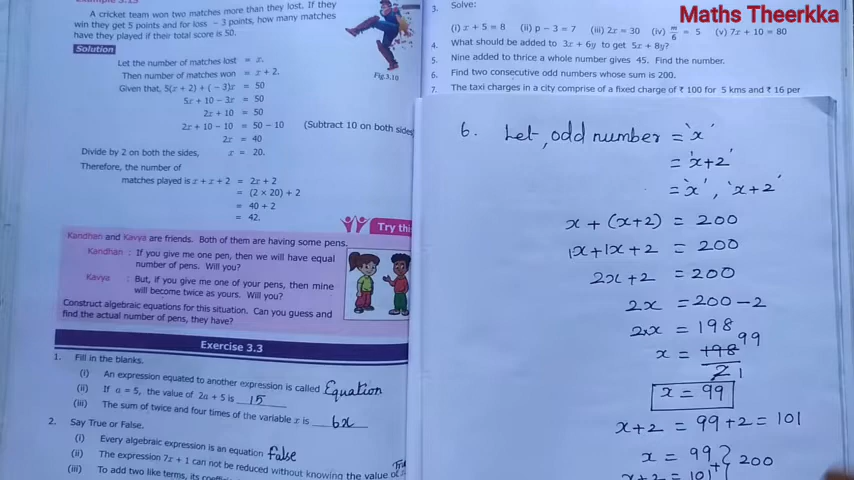 Example 3.13
A cricket team won two matches more than they lost. If they
win they get 5 points and for loss − 3 points, how many matches
have they played if their total score is 50.
Solution
Let the number of matches lost = x.
Then number of matches won = x + 2.
Given that, 5(x + 2) + (− 3)x = 50
5x + 10 − 3x = 50
2x + 10 = 50
2x + 10 − 10 = 50 − 10 (Subtract 10 on both sides
2x = 40
Divide by 2 on both the sides, x = 20.
Therefore, the number of
matches played is x + x + 2 = 2x + 2
= (2 × 20) + 2
= 40 + 2
= 42.
Fig.3.10
Try thi
Kandhan and Kavya are friends. Both of them are having some pens.
Kandhan : If you give me one pen, then we will have equal
number of pens. Will you?
Kavya : But, if you give me one of your pens, then mine
will become twice as yours. Will you?
Construct algebraic equations for this situation. Can you guess and
find the actual number of pens, they have?
Exercise 3.3
1. Fill in the blanks.
(i) An expression equated to another expression is called Equation
(ii) If a = 5, the value of 2a + 5 is 15
(iii) The sum of twice and four times of the variable x is 6x
2. Say True or False.
(i) Every algebraic expression is an equation false
(ii) The expression 7x + 1 can not be reduced without knowing the value of
(iii) To add two like terms, its
Maths Theerkka
3. Solve:
(i) x + 5 = 8 (ii) p − 3 = 7 (iii) 2x = 30 (iv) m/6 = 5 (v) 7x + 10 = 80
4. What should be added to 3x + 6y to get 5x + 8y?
5. Nine added to thrice a whole number gives 45. Find the number.
6. Find two consecutive odd numbers whose sum is 200.
7. The taxi charges in a city comprise of a fixed charge of ₹ 100 for 5 kms and ₹ 16 per
6. Let, odd number = 'x'
= 'x+2'
= 'x', 'x+2'
x + (x+2) = 200
1x + 1x + 2 = 200
2x + 2 = 200
2x = 200 − 2
2x = 198
99
x = 198
2 1
x = 99
x+2 = 99+2 = 101
x = 99
+ } 200
x+2 = 101